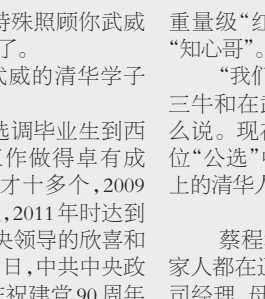 特殊照顾你武威
了。
武威的清华学子
选调毕业生到西
工作做得卓有成
才十多个，2009
，2011年时达到
央领导的欣喜和
日，中共中央政
祝建党90周年
重量级“红
“知心哥”。
“我们
三牛和在武
么说。现在
位“公选”
上的清华人
蔡程
家人都在
司经理，母